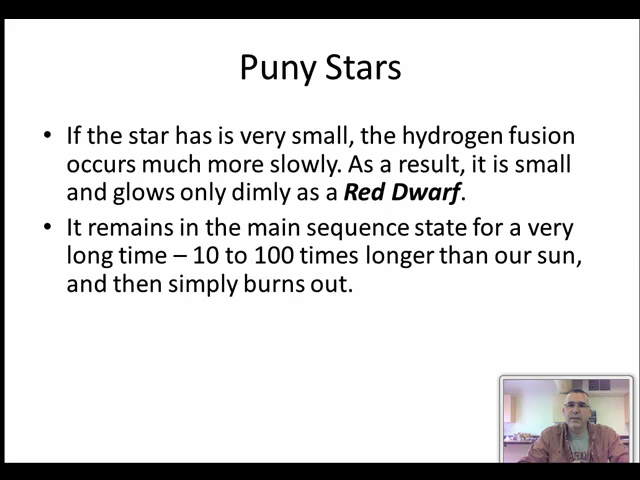 Puny Stars
• If the star has is very small, the hydrogen fusion
occurs much more slowly. As a result, it is small
and glows only dimly as a Red Dwarf.
• It remains in the main sequence state for a very
long time – 10 to 100 times longer than our sun,
and then simply burns out.